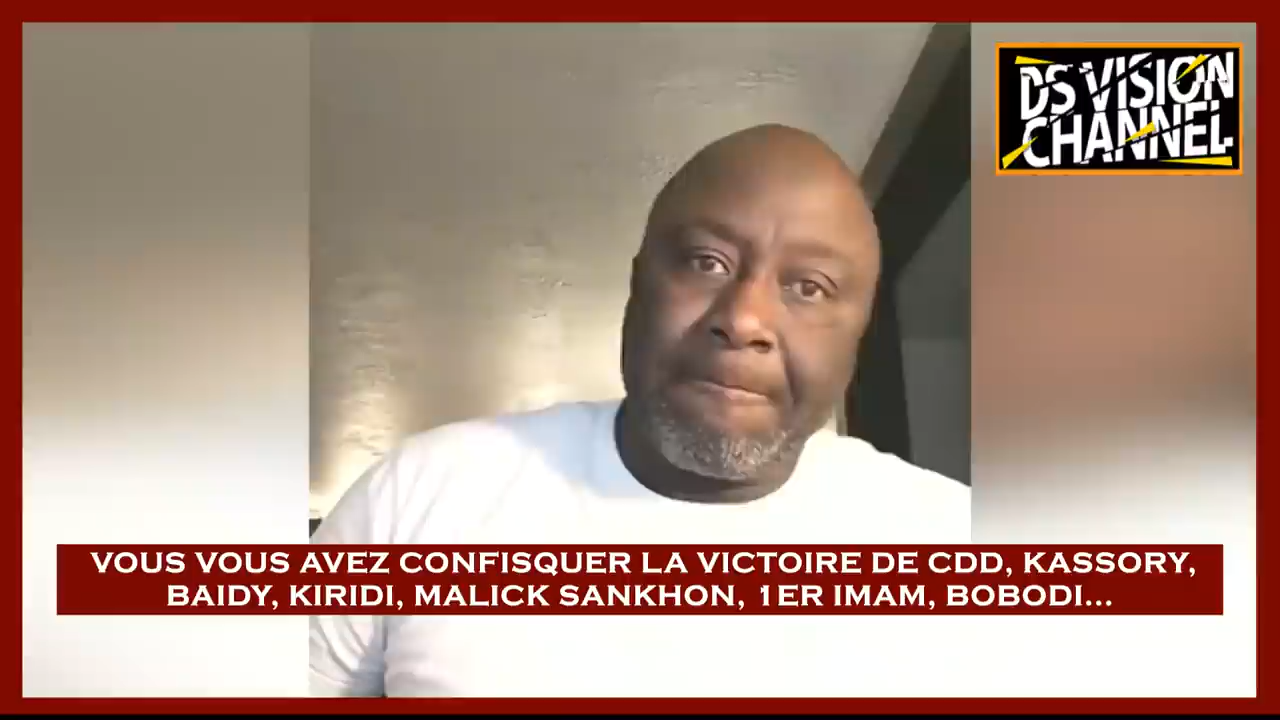 DS VISION
CHANNEL
VOUS VOUS AVEZ CONFISQUER LA VICTOIRE DE CDD, KASSORY,
BAIDY, KIRIDI, MALICK SANKHON, 1ER IMAM, BOBODI...